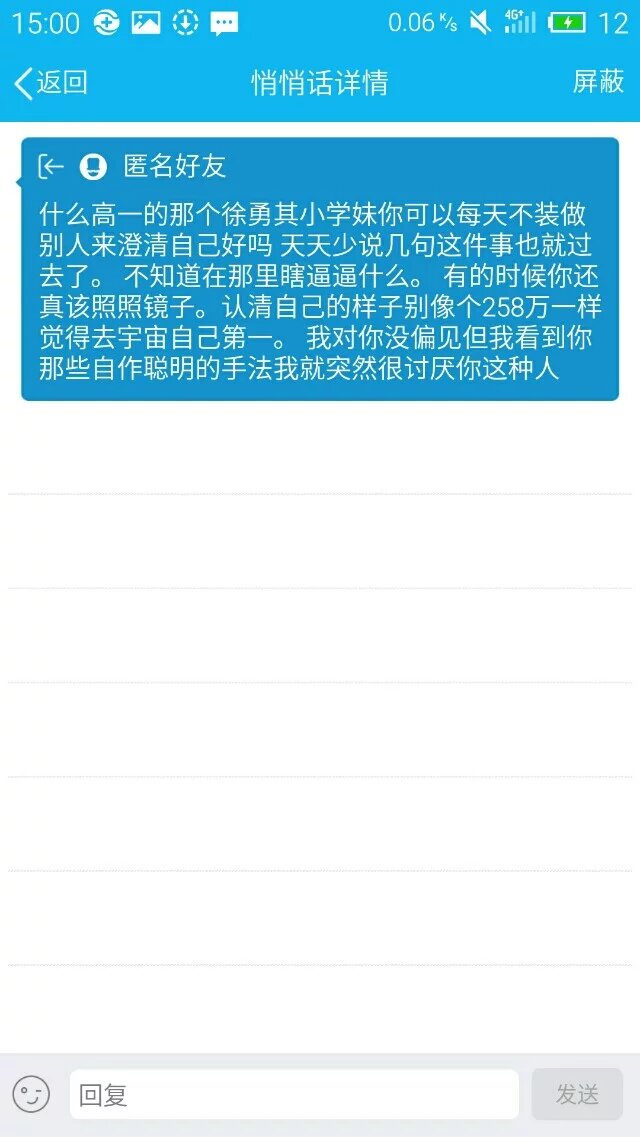 15:00 0.06 K/s 4G+ 12
返回 悄悄话详情 屏蔽
匿名好友
什么高一的那个徐勇其小学妹你可以每天不装做
别人来澄清自己好吗 天天少说几句这件事也就过
去了。 不知道在那里瞎逼逼什么。 有的时候你还
真该照照镜子。认清自己的样子别像个258万一样
觉得去宇宙自己第一。 我对你没偏见但我看到你
那些自作聪明的手法我就突然很讨厌你这种人
回复 发送